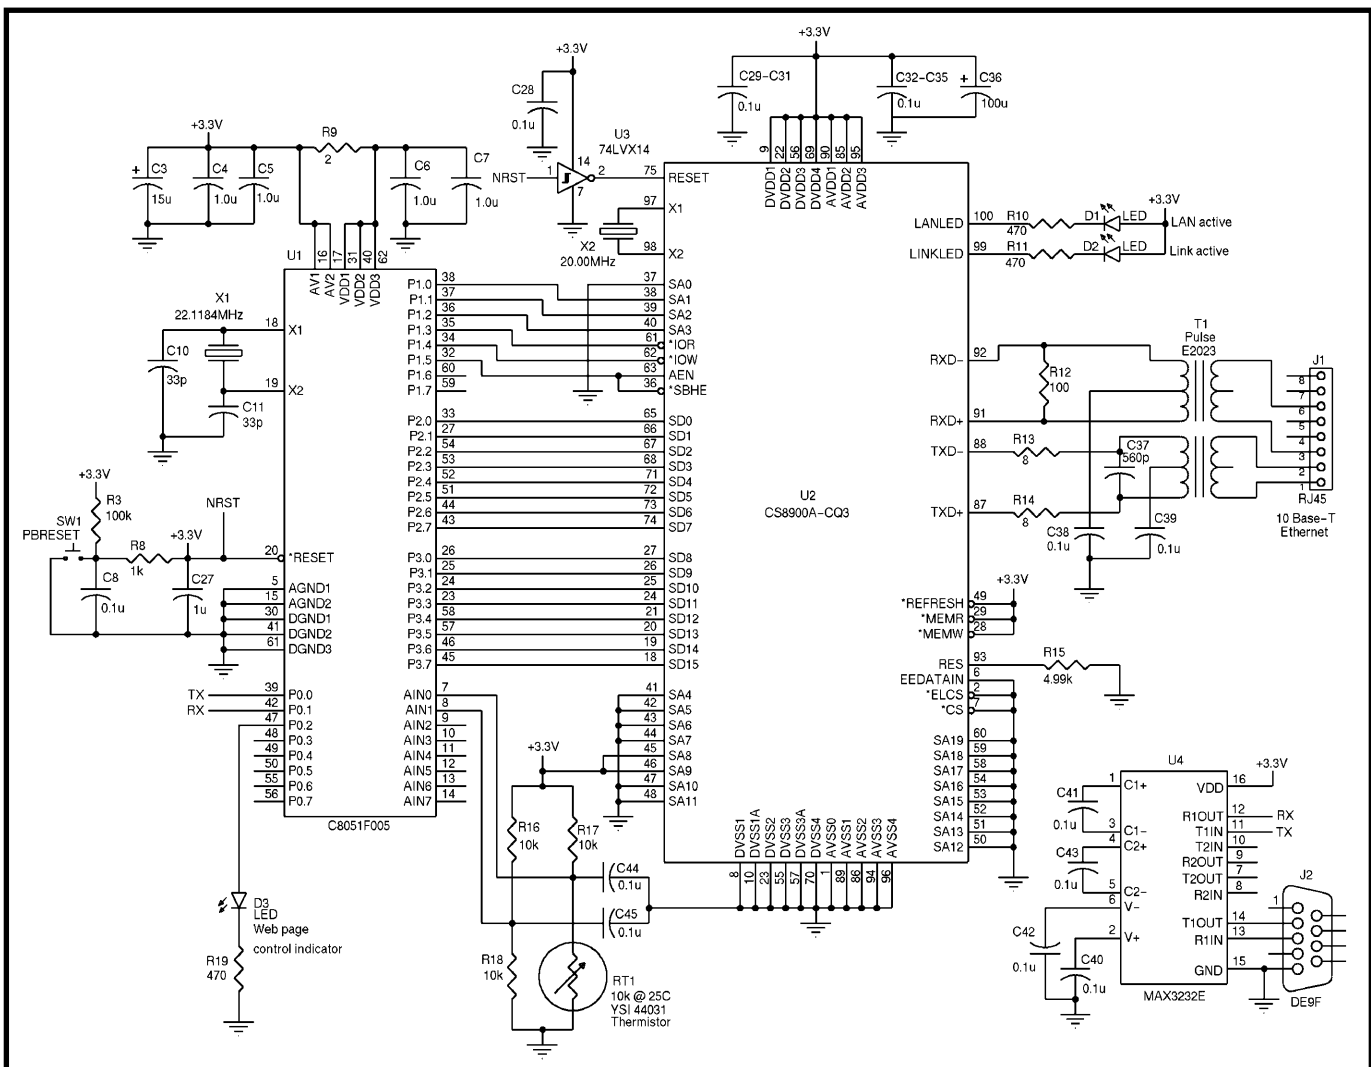 +3.3V
+3.3V
C28
0.1u
C29-C31
0.1u
C32-C35
0.1u
+ C36
100u
U3
74LVX14
NRST 1 14 2 7
+3.3V
R9
2
+ C3
15u
C4
1.0u
C5
1.0u
C6
1.0u
C7
1.0u
9 22 56 69 90 85 95
DVDD1 DVDD2 DVDD3 DVDD4 AVDD1 AVDD2 AVDD3
U1
16 17 31 40 62
AV1 AV2 VDD1 VDD2 VDD3
X1
22.1184MHz
C10
33p
C11
33p
18 X1
19 X2
+3.3V
R3
100k
SW1
PBRESET
R8
1k
C8
0.1u
NRST
+3.3V
C27
1u
20 *RESET
5 AGND1
15 AGND2
30 DGND1
41 DGND2
61 DGND3
TX 39 P0.0
RX 42 P0.1
47 P0.2
48 P0.3
49 P0.4
50 P0.5
55 P0.6
56 P0.7
P1.0 38
P1.1 37
P1.2 36
P1.3 35
P1.4 34
P1.5 32
P1.6 60
P1.7 59
P2.0 33
P2.1 27
P2.2 54
P2.3 53
P2.4 52
P2.5 51
P2.6 44
P2.7 43
P3.0 26
P3.1 25
P3.2 24
P3.3 23
P3.4 58
P3.5 57
P3.6 46
P3.7 45
AIN0 7
AIN1 8
AIN2 9
AIN3 10
AIN4 11
AIN5 12
AIN6 13
AIN7 14
C8051F005
D3
LED
Web page
control indicator
R19
470
X2
20.00MHz
75 RESET
97 X1
98 X2
37 SA0
38 SA1
39 SA2
40 SA3
61 *IOR
62 *IOW
63 AEN
36 *SBHE
65 SD0
66 SD1
67 SD2
68 SD3
71 SD4
72 SD5
73 SD6
74 SD7
27 SD8
26 SD9
25 SD10
24 SD11
21 SD12
20 SD13
19 SD14
18 SD15
41 SA4
42 SA5
43 SA6
44 SA7
45 SA8
46 SA9
47 SA10
48 SA11
U2
CS8900A-CQ3
DVSS1 DVSS1A DVSS2 DVSS3 DVSS3A DVSS4 AVSS0 AVSS1 AVSS2 AVSS3 AVSS4
8 10 23 55 57 70 1 89 86 94 96
+3.3V
R16
10k
R17
10k
C44
0.1u
C45
0.1u
R18
10k
RT1
10k @ 25C
YSI 44031
Thermistor
LANLED 100 R10
470
D1 LED
+3.3V
LAN active
LINKLED 99 R11
470
D2 LED
Link active
RXD- 92
RXD+ 91
TXD- 88
TXD+ 87
R12
100
R13
8
R14
8
C37
560p
C38
0.1u
C39
0.1u
T1
Pulse
E2023
J1
8
7
6
5
4
3
2
1
RJ45
10 Base-T
Ethernet
+3.3V
*REFRESH 49
*MEMR 29
*MEMW 28
RES 93
R15
4.99k
EEDATAIN 6
*ELCS 2
*CS 7
SA19 60
SA18 59
SA17 58
SA16 54
SA15 53
SA14 52
SA13 51
SA12 50
U4
C41
0.1u
C43
0.1u
C42
0.1u
C40
0.1u
1 C1+
3 C1-
4 C2+
5 C2-
6 V-
2 V+
VDD 16 +3.3V
R1OUT 12 RX
T1IN 11 TX
T2IN 10
R2OUT 9
T2OUT 7
R2IN 8
T1OUT 14
R1IN 13
GND 15
MAX3232E
J2
1
DE9F